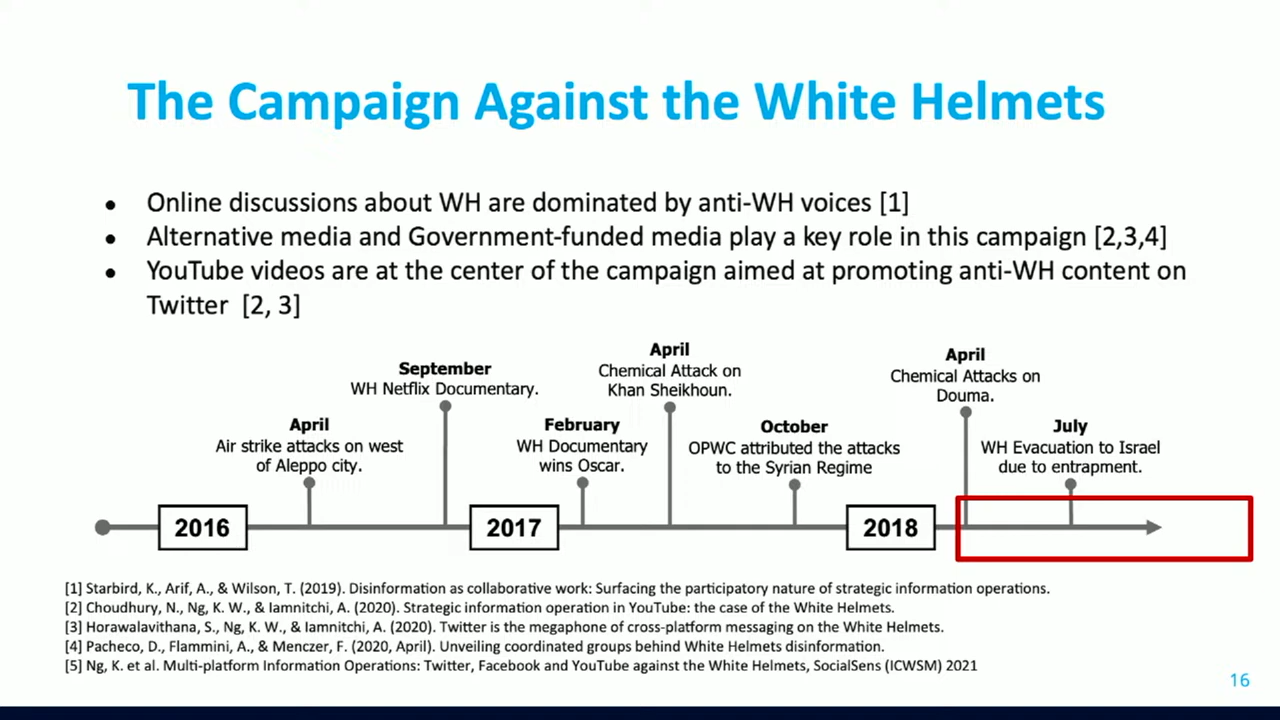 The Campaign Against the White Helmets
● Online discussions about WH are dominated by anti-WH voices [1]
● Alternative media and Government-funded media play a key role in this campaign [2,3,4]
● YouTube videos are at the center of the campaign aimed at promoting anti-WH content on
Twitter [2, 3]
April
Air strike attacks on west
of Aleppo city.
September
WH Netflix Documentary.
February
WH Documentary
wins Oscar.
April
Chemical Attack on
Khan Sheikhoun.
October
OPWC attributed the attacks
to the Syrian Regime
April
Chemical Attacks on
Douma.
July
WH Evacuation to Israel
due to entrapment.
2016
2017
2018
[1] Starbird, K., Arif, A., & Wilson, T. (2019). Disinformation as collaborative work: Surfacing the participatory nature of strategic information operations.
[2] Choudhury, N., Ng, K. W., & Iamnitchi, A. (2020). Strategic information operation in YouTube: the case of the White Helmets.
[3] Horawalavithana, S., Ng, K. W., & Iamnitchi, A. (2020). Twitter is the megaphone of cross-platform messaging on the White Helmets.
[4] Pacheco, D., Flammini, A., & Menczer, F. (2020, April). Unveiling coordinated groups behind White Helmets disinformation.
[5] Ng, K. et al. Multi-platform Information Operations: Twitter, Facebook and YouTube against the White Helmets, SocialSens (ICWSM) 2021
16